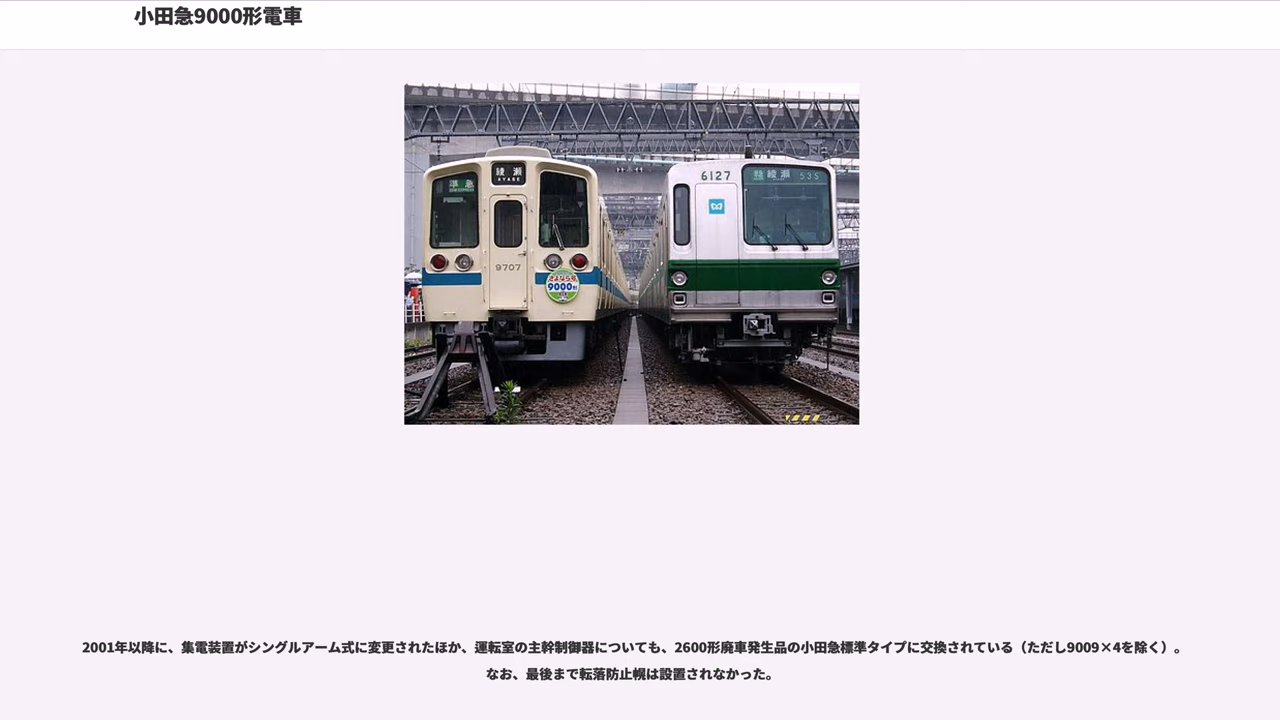 小田急9000形電車
準急
綾瀬
AYASE
9707
さよなら号
9000形
6127
綾瀬
53S
2001年以降に、集電装置がシングルアーム式に変更されたほか、運転室の主幹制御器についても、2600形廃車発生品の小田急標準タイプに交換されている（ただし9009×4を除く）。
なお、最後まで転落防止幌は設置されなかった。